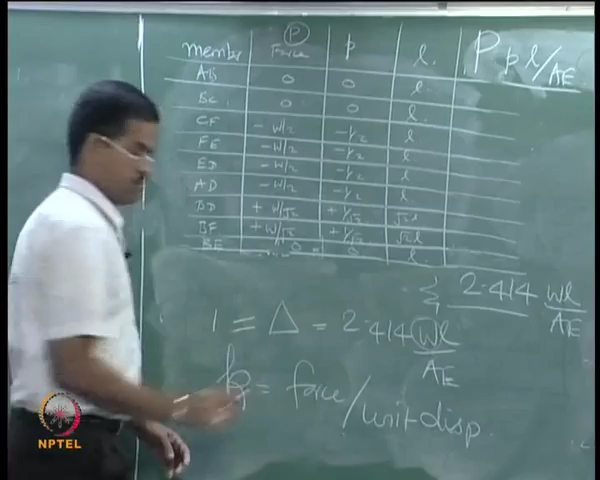 member | Ⓟ Force | p | l. | P p l/AE
AB | 0 | 0 | l
BC | 0 | 0 | l.
CF | - W/2 | -1/2 | l
FE | - W/2 | -1/2 | l
ED | - W/2 | -1/2 | l
AD | - W/2 | -1/2 | l
BD | + W/√2 | + 1/√2 | √2 l
BF | + W/√2 | + 1/√2 | √2 l
BE | 0 | 0 | l.
Σ 2.414 Wl/AE
1 = Δ = 2.414 Wl/AE
k = force/unit disp.
NPTEL